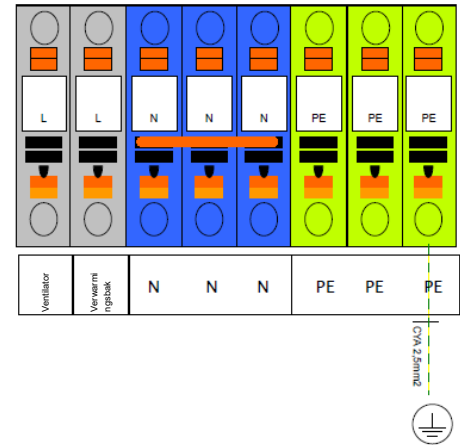 L L N N N PE PE PE
Ventilator
Verwarmi
ngsbak
N N N PE PE PE
CYA 2,5mm2